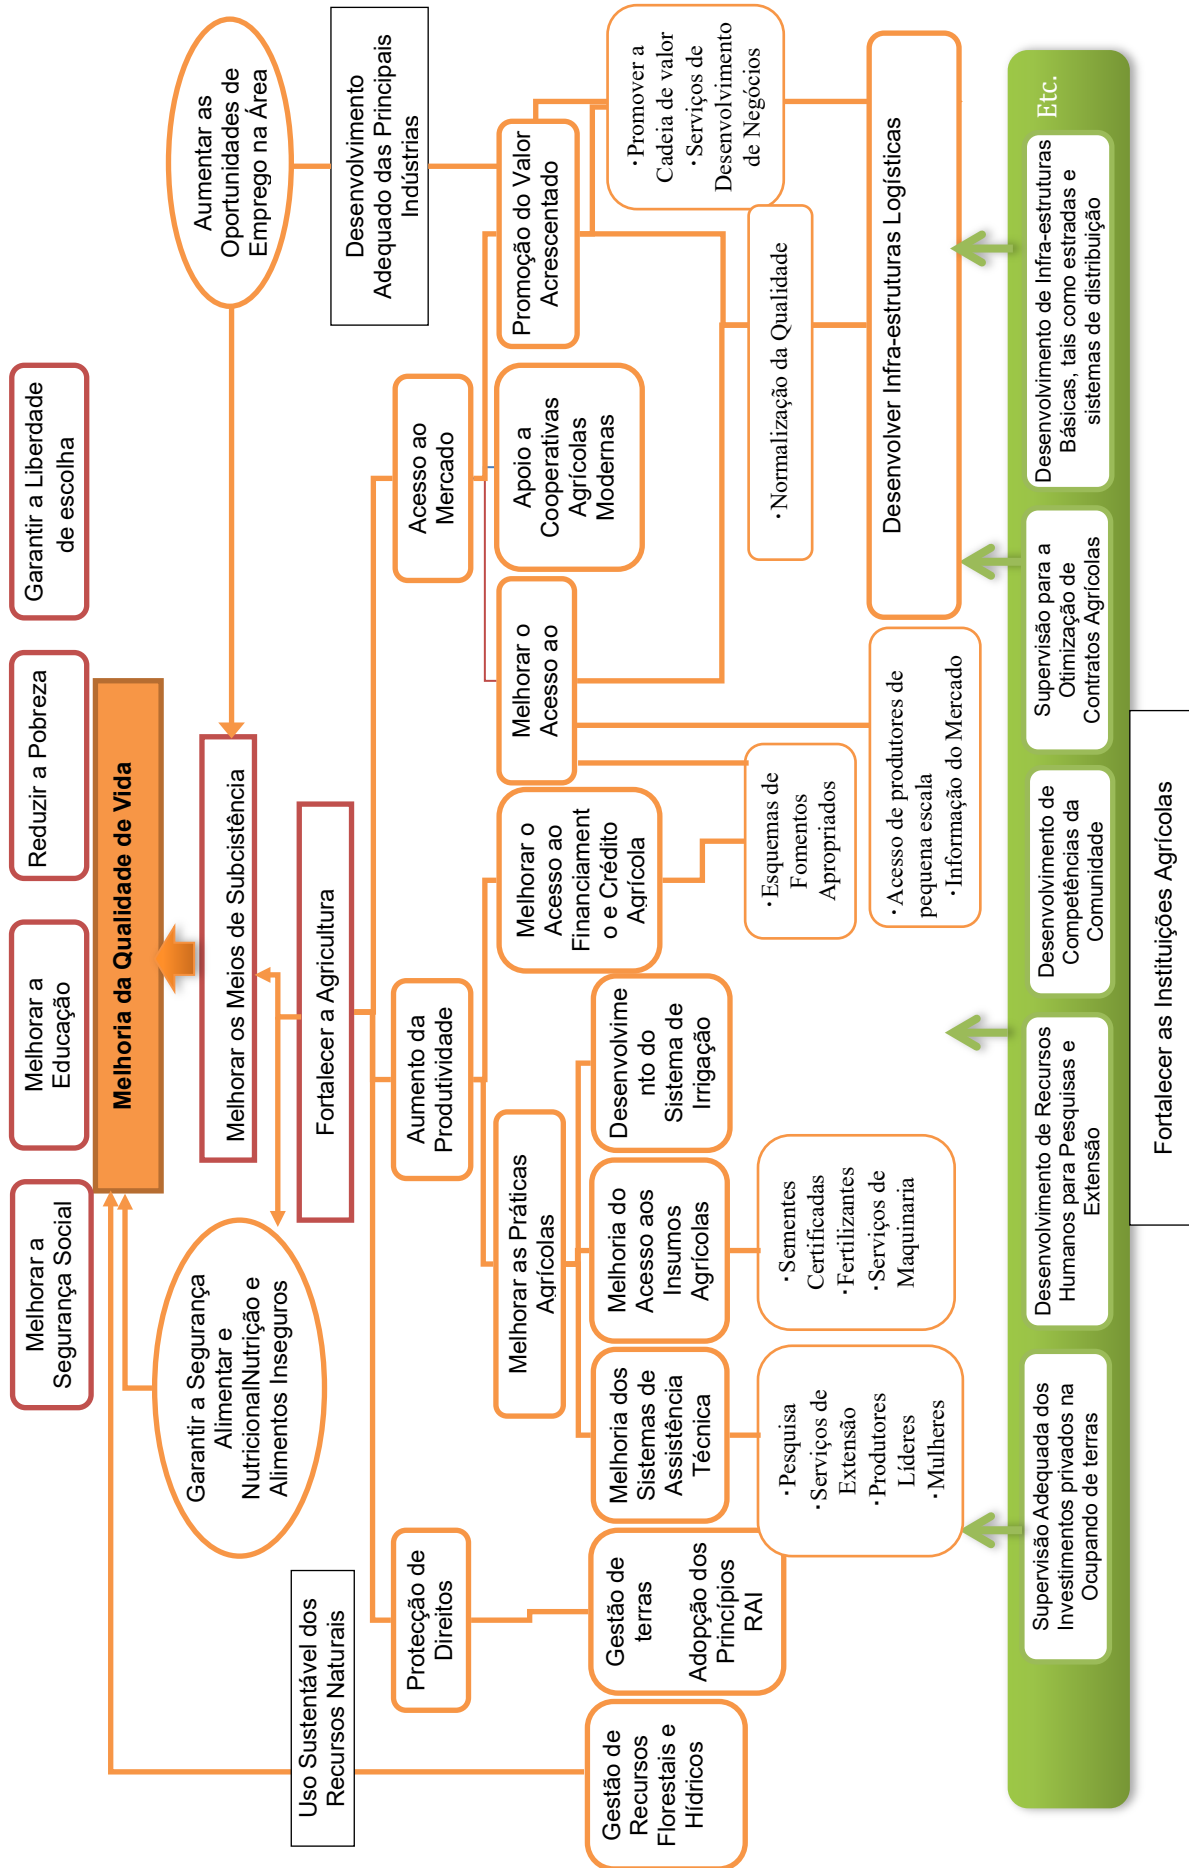 Melhorar a
Segurança Social
Melhorar a
Educação
Reduzir a Pobreza
Garantir a Liberdade
de escolha
Melhoria da Qualidade de Vida
Garantir a Segurança
Alimentar e
NutricionalNutrição e
Alimentos Inseguros
Melhorar os Meios de Subcistência
Aumentar as
Oportunidades de
Emprego na Área
Uso Sustentável dos
Recursos Naturais
Fortalecer a Agricultura
Desenvolvimento
Adequado das Principais
Indústrias
Protecção de
Direitos
Aumento da
Produtividade
Acesso ao
Mercado
Melhorar as Práticas
Agrícolas
Melhorar o
Acesso ao
Financiament
o e Crédito
Agrícola
Melhorar o
Acesso ao
Apoio a
Cooperativas
Agrícolas
Modernas
Promoção do Valor
Acrescentado
Gestão de
Recursos
Florestais e
Hídricos
Gestão de
terras
Adopção dos
Princípios
RAI
Melhoria dos
Sistemas de
Assistência
Técnica
Melhoria do
Acesso aos
Insumos
Agrícolas
Desenvolvime
nto do
Sistema de
Irrigação
・Promover a
Cadeia de valor
・Serviços de
Desenvolvimento
de Negócios
・Pesquisa
・Serviços de
Extensão
・Produtores
Líderes
・Mulheres
・Sementes
Certificadas
・Fertilizantes
・Serviços de
Maquinaria
・Esquemas de
Fomentos
Apropriados
・Normalização da Qualidade
・Acesso de produtores de
pequena escala
・Informação do Mercado
Desenvolver Infra-estruturas Logísticas
Supervisão Adequada dos
Investimentos privados na
Ocupando de terras
Desenvolvimento de Recursos
Humanos para Pesquisas e
Extensão
Desenvolvimento de
Competências da
Comunidade
Supervisão para a
Otimização de
Contratos Agrícolas
Desenvolvimento de Infra-estruturas
Básicas, tais como estradas e
sistemas de distribuição
Etc.
Fortalecer as Instituições Agrícolas